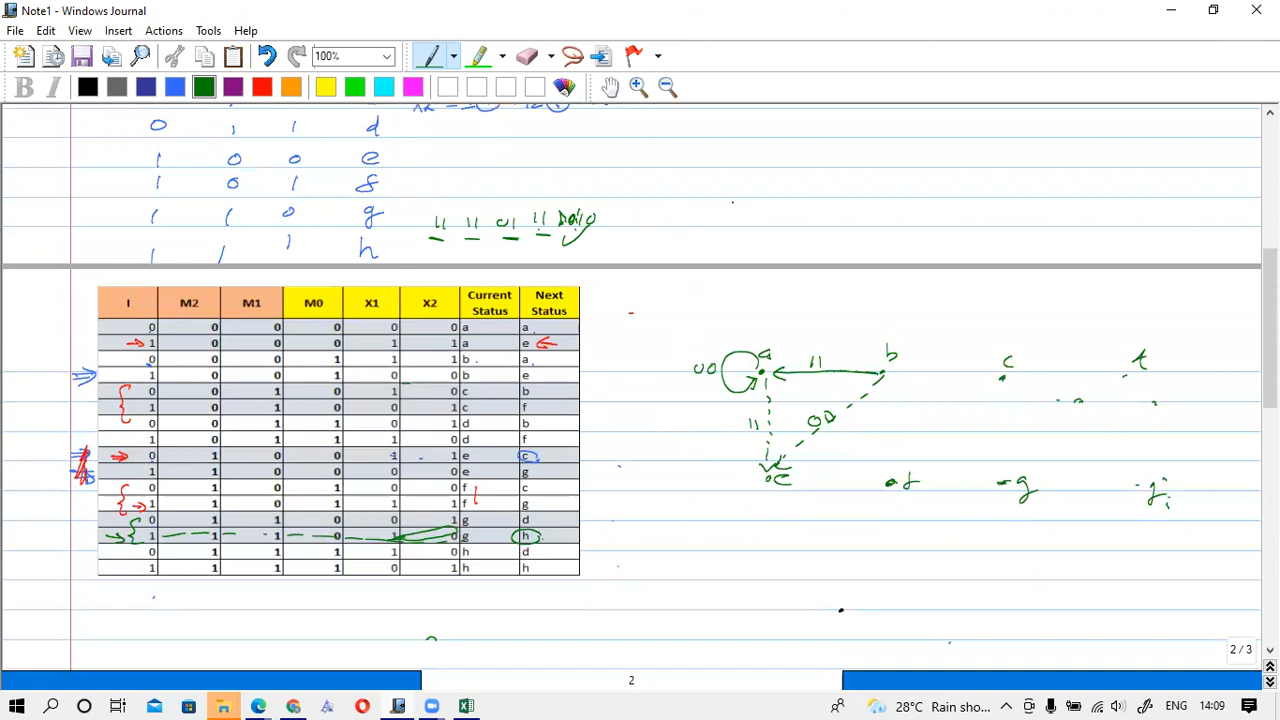 Note1 - Windows Journal
File Edit View Insert Actions Tools Help
100%
B I
0 1 1 d
1 0 0 e
1 0 1 f
1 1 0 g
11 11 01 11
1 1 1 h
I M2 M1 M0 X1 X2 Current Status Next Status
0 0 0 0 0 0 a a
1 0 0 0 1 1 a e
0 0 0 1 1 1 b a
1 0 0 1 0 0 b e
0 0 1 0 1 0 c b
1 0 1 0 0 1 c f
0 0 1 1 0 1 d b
1 0 1 1 1 0 d f
0 1 0 0 1 1 e c
1 1 0 0 0 0 e g
0 1 0 1 0 0 f c
1 1 0 1 1 1 f g
0 1 1 0 0 1 g d
1 1 1 0 1 0 g h
0 1 1 1 1 0 h d
1 1 1 1 0 1 h h
a b c
00 11
11 00
e f g
2 / 3
2
28°C Rain show... ENG 14:09